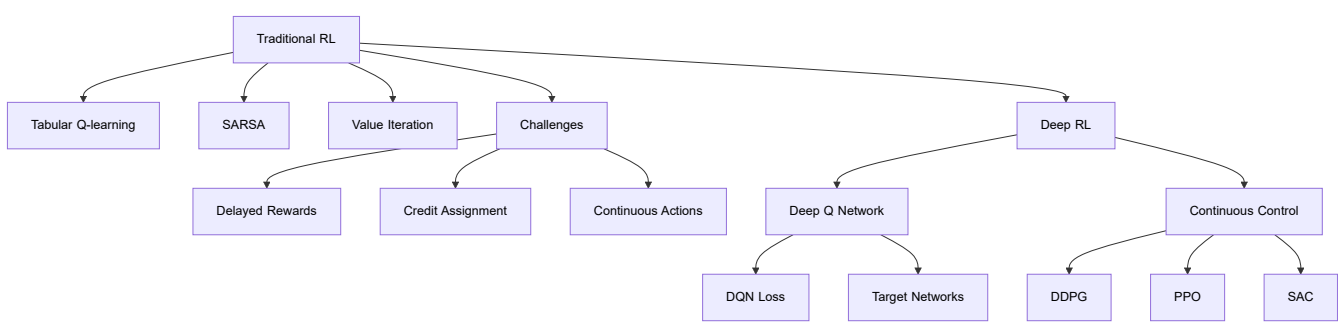 Traditional RL
Tabular Q-learning
SARSA
Value Iteration
Challenges
Deep RL
Delayed Rewards
Credit Assignment
Continuous Actions
Deep Q Network
Continuous Control
DQN Loss
Target Networks
DDPG
PPO
SAC